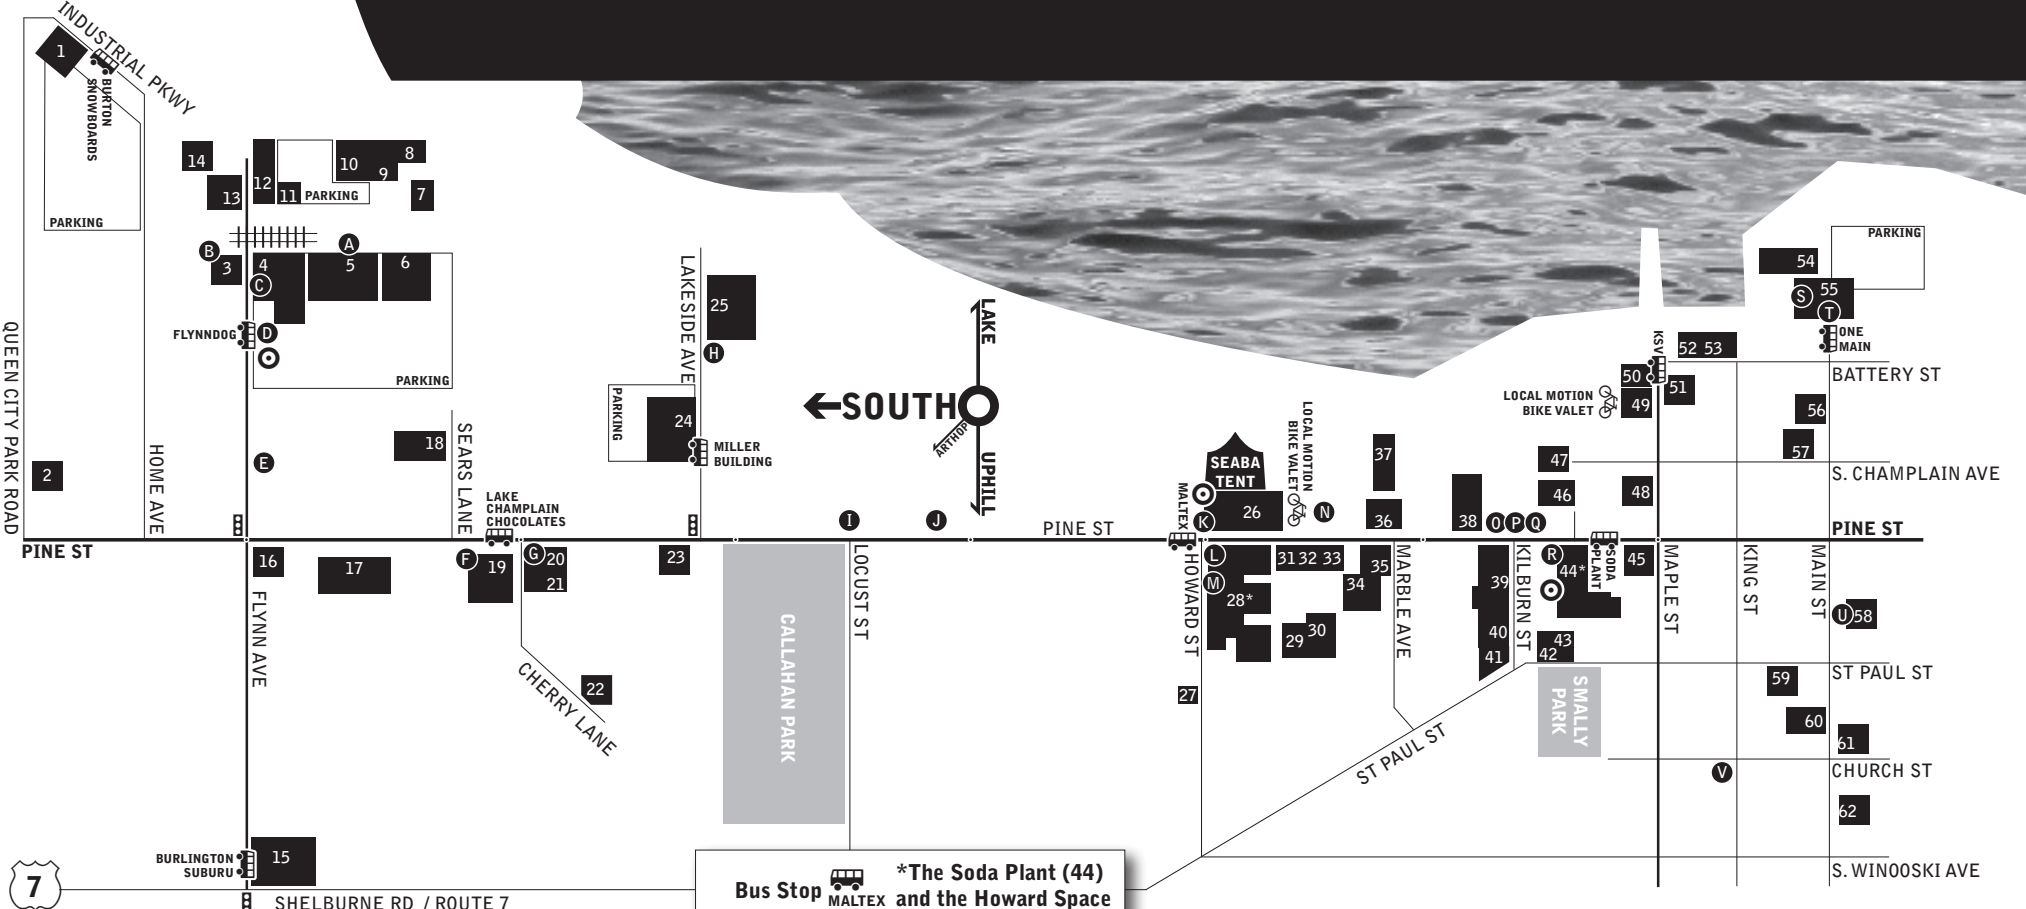 INDUSTRIAL PKWY
1
BURTON
SNOWBOARDS
PARKING
14
13
12
11
PARKING
10
9
8
7
B
3
A
4
C
5
6
FLYNNDOG
D
PARKING
QUEEN CITY PARK ROAD
2
HOME AVE
E
18
SEARS LANE
LAKE
CHAMPLAIN
CHOCOLATES
LAKESIDE AVE
25
H
PARKING
24
MILLER
BUILDING
LAKE
SOUTH
ARTHOP
UPHILL
I
J
PINE ST
PINE ST
16
17
F
19
G
20
21
23
FLYNN AVE
CHERRY LANE
22
CALLAHAN PARK
LOCUST ST
BURLINGTON
SUBURU
15
7
SHELBURNE RD / ROUTE 7
Bus Stop
MALTEX
*The Soda Plant (44)
and the Howard Space
MALTEX
SEABA
TENT
K
26
LOCAL MOTION
BIKE VALET
N
37
36
38
O
P
Q
47
46
48
LOCAL MOTION
BIKE VALET
50
49
KSV
51
52
53
54
PARKING
55
S
T
ONE
MAIN
BATTERY ST
56
57
S. CHAMPLAIN AVE
PINE ST
L
M
28*
HOWARD ST
27
31
32
33
34
35
29
30
MARBLE AVE
39
40
41
KILBURN ST
R
44*
SODA
PLANT
45
43
42
SMALLY
PARK
MAPLE ST
KING ST
MAIN ST
U
58
ST PAUL ST
59
60
61
ST PAUL ST
V
CHURCH ST
62
S. WINOOSKI AVE